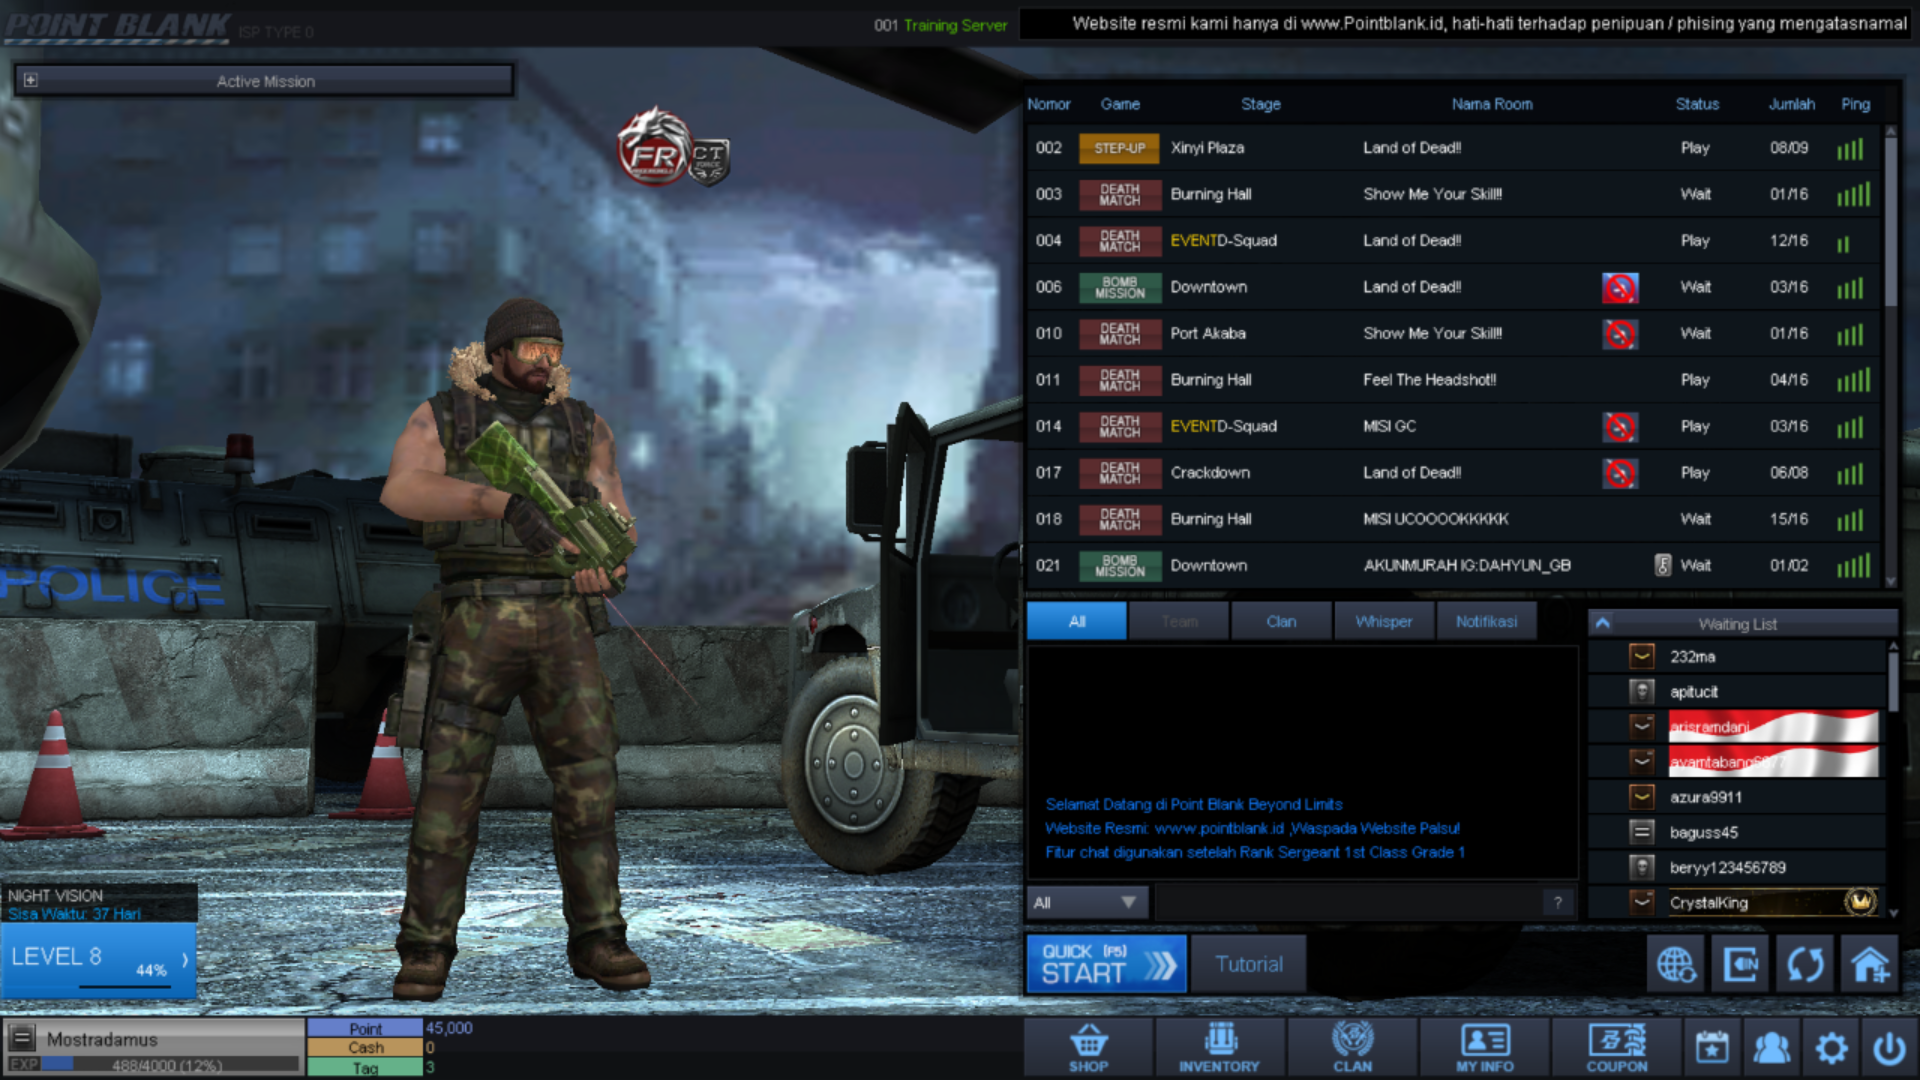 POINT BLANK ISP TYPE 0
001 Training Server
Website resmi kami hanya di www.Pointblank.id, hati-hati terhadap penipuan / phising yang mengatasnamal
Active Mission
FR
CT
FORCE
POLICE
Nomor Game Stage Nama Room Status Jumlah Ping
002 STEP-UP Xinyi Plaza Land of Dead!! Play 08/09
003 DEATH MATCH Burning Hall Show Me Your Skill!! Wait 01/16
004 DEATH MATCH EVENTD-Squad Land of Dead!! Play 12/16
006 BOMB MISSION Downtown Land of Dead!! Wait 03/16
010 DEATH MATCH Port Akaba Show Me Your Skill!! Wait 01/16
011 DEATH MATCH Burning Hall Feel The Headshot!! Play 04/16
014 DEATH MATCH EVENTD-Squad MISI GC Play 03/16
017 DEATH MATCH Crackdown Land of Dead!! Play 06/08
018 DEATH MATCH Burning Hall MISI UCOOOOKKKKK Wait 15/16
021 BOMB MISSION Downtown AKUNMURAH IG:DAHYUN_GB Wait 01/02
All Team Clan Whisper Notifikasi
Selamat Datang di Point Blank Beyond Limits
Website Resmi: www.pointblank.id ,Waspada Website Palsu!
Fitur chat digunakan setelah Rank Sergeant 1st Class Grade 1
All ?
Waiting List
232ma
apitucit
arisramdani
azura9911
baguss45
beryy123456789
CrystalKing
QUICK (F5) START
Tutorial
IN
NIGHT VISION
Sisa Waktu: 37 Hari
LEVEL 8
44%
Mostradamus
EXP 488/4000 (12%)
Point 45,000
Cash 0
Tag 3
SHOP INVENTORY CLAN MY INFO COUPON